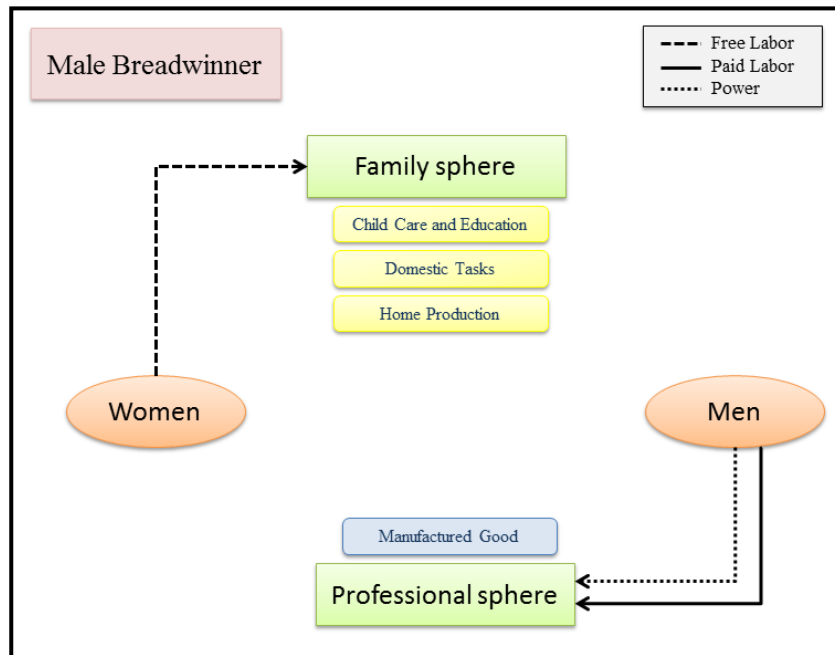 Male Breadwinner
Free Labor
Paid Labor
Power
Family sphere
Child Care and Education
Domestic Tasks
Home Production
Women
Men
Manufactured Good
Professional sphere